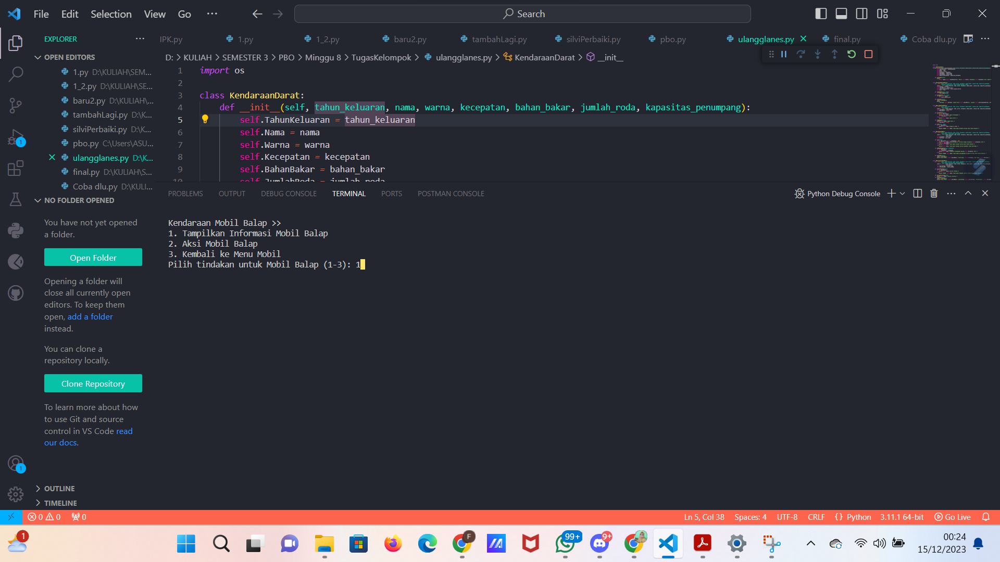 File Edit Selection View Go ··· Search
EXPLORER ···
IPK.py 1.py 1_2.py baru2.py tambahLagi.py silviPerbaiki.py pbo.py ulangglanes.py final.py Coba dlu.py ···
OPEN EDITORS
1.py D:\KULIAH\SEM...
1_2.py D:\KULIAH\SE...
baru2.py D:\KULIAH\...
tambahLagi.py D:\K...
silviPerbaiki.py D:\K...
pbo.py C:\Users\ASU...
ulangglanes.py D:\K...
final.py D:\KULIAH\S...
Coba dlu.py D:\KULI...
NO FOLDER OPENED
You have not yet opened
a folder.
Open Folder
Opening a folder will
close all currently open
editors. To keep them
open, add a folder
instead.
You can clone a
repository locally.
Clone Repository
To learn more about how
to use Git and source
control in VS Code read
our docs.
OUTLINE
TIMELINE
D: > KULIAH > SEMESTER 3 > PBO > Minggu 8 > TugasKelompok > ulangglanes.py > KendaraanDarat > __init__
1 import os
2
3 class KendaraanDarat:
4 def __init__(self, tahun_keluaran, nama, warna, kecepatan, bahan_bakar, jumlah_roda, kapasitas_penumpang):
5 self.TahunKeluaran = tahun_keluaran
6 self.Nama = nama
7 self.Warna = warna
8 self.Kecepatan = kecepatan
9 self.BahanBakar = bahan_bakar
10 self.JumlahRoda = jumlah_roda
PROBLEMS OUTPUT DEBUG CONSOLE TERMINAL PORTS POSTMAN CONSOLE Python Debug Console ···
Kendaraan Mobil Balap >>
1. Tampilkan Informasi Mobil Balap
2. Aksi Mobil Balap
3. Kembali ke Menu Mobil
Pilih tindakan untuk Mobil Balap (1-3): 1
1
1
0 0 0 Ln 5, Col 38 Spaces: 4 UTF-8 CRLF {} Python 3.11.1 64-bit Go Live
1 F 99+ 9+
00:24
15/12/2023